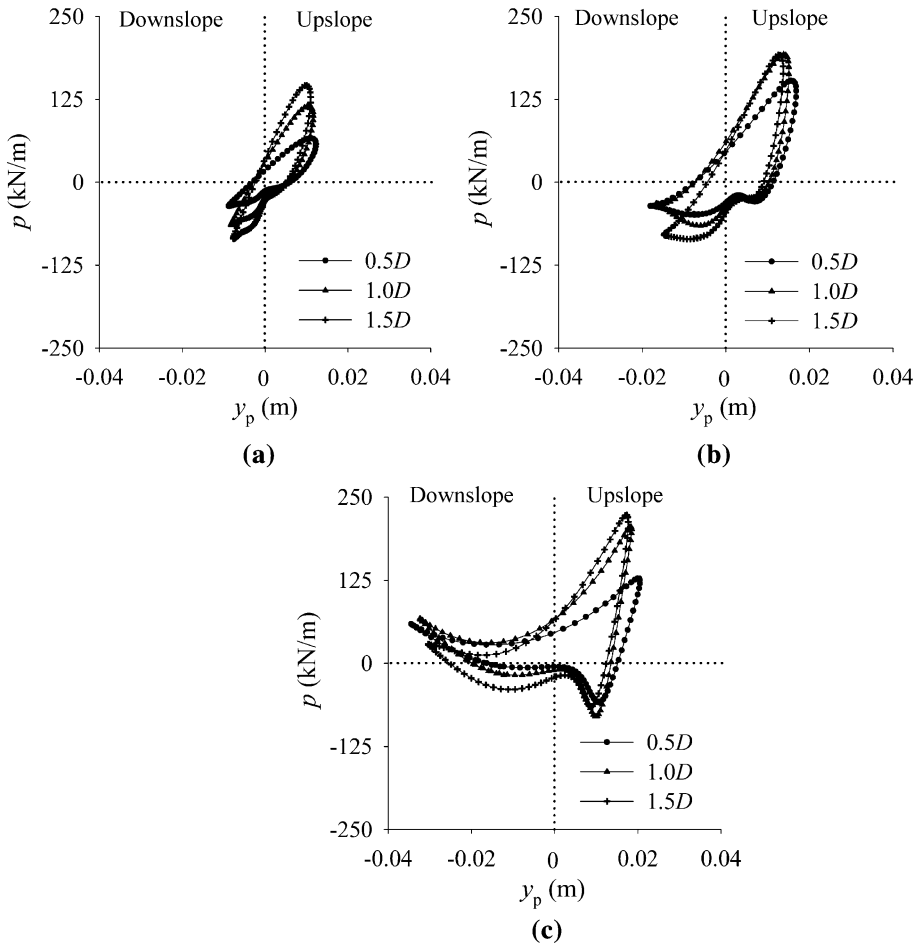 Downslope Upslope
250
125
0
-125
-250
p (kN/m)
0.5D
1.0D
1.5D
-0.04 -0.02 0 0.02 0.04
yp (m)
(a)
Downslope Upslope
250
125
0
-125
-250
p (kN/m)
0.5D
1.0D
1.5D
-0.04 -0.02 0 0.02 0.04
yp (m)
(b)
Downslope Upslope
250
125
0
-125
-250
p (kN/m)
0.5D
1.0D
1.5D
-0.04 -0.02 0 0.02 0.04
yp (m)
(c)